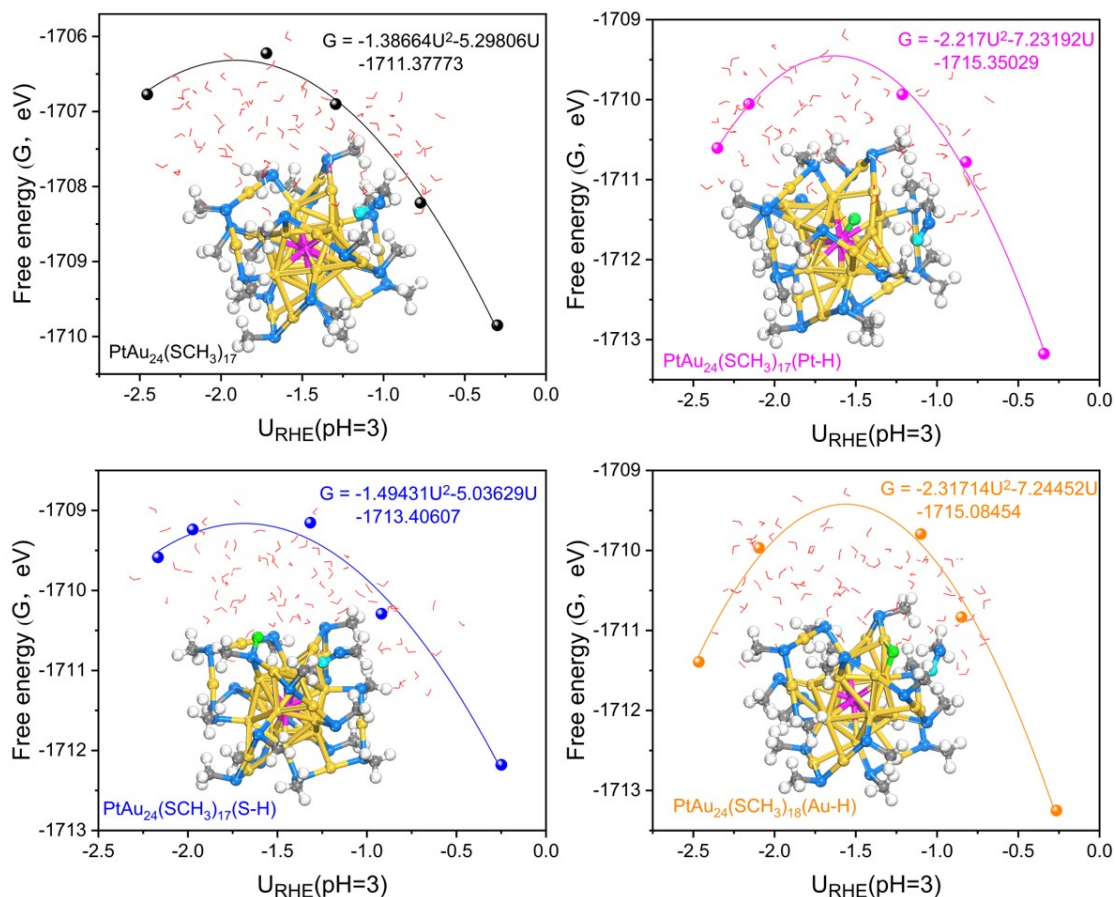 -1706
-1707
-1708
-1709
-1710
Free energy (G, eV)
G = -1.38664U²-5.29806U
-1711.37773
PtAu₂₄(SCH₃)₁₇
-2.5 -2.0 -1.5 -1.0 -0.5 0.0
U_RHE(pH=3)
-1709
-1710
-1711
-1712
-1713
Free energy (G, eV)
G = -2.217U²-7.23192U
-1715.35029
PtAu₂₄(SCH₃)₁₇(Pt-H)
-2.5 -2.0 -1.5 -1.0 -0.5 0.0
U_RHE(pH=3)
-1709
-1710
-1711
-1712
-1713
Free energy (G, eV)
G = -1.49431U²-5.03629U
-1713.40607
PtAu₂₄(SCH₃)₁₇(S-H)
-2.5 -2.0 -1.5 -1.0 -0.5 0.0
U_RHE(pH=3)
-1709
-1710
-1711
-1712
-1713
Free energy (G, eV)
G = -2.31714U²-7.24452U
-1715.08454
PtAu₂₄(SCH₃)₁₈(Au-H)
-2.5 -2.0 -1.5 -1.0 -0.5 0.0
U_RHE(pH=3)